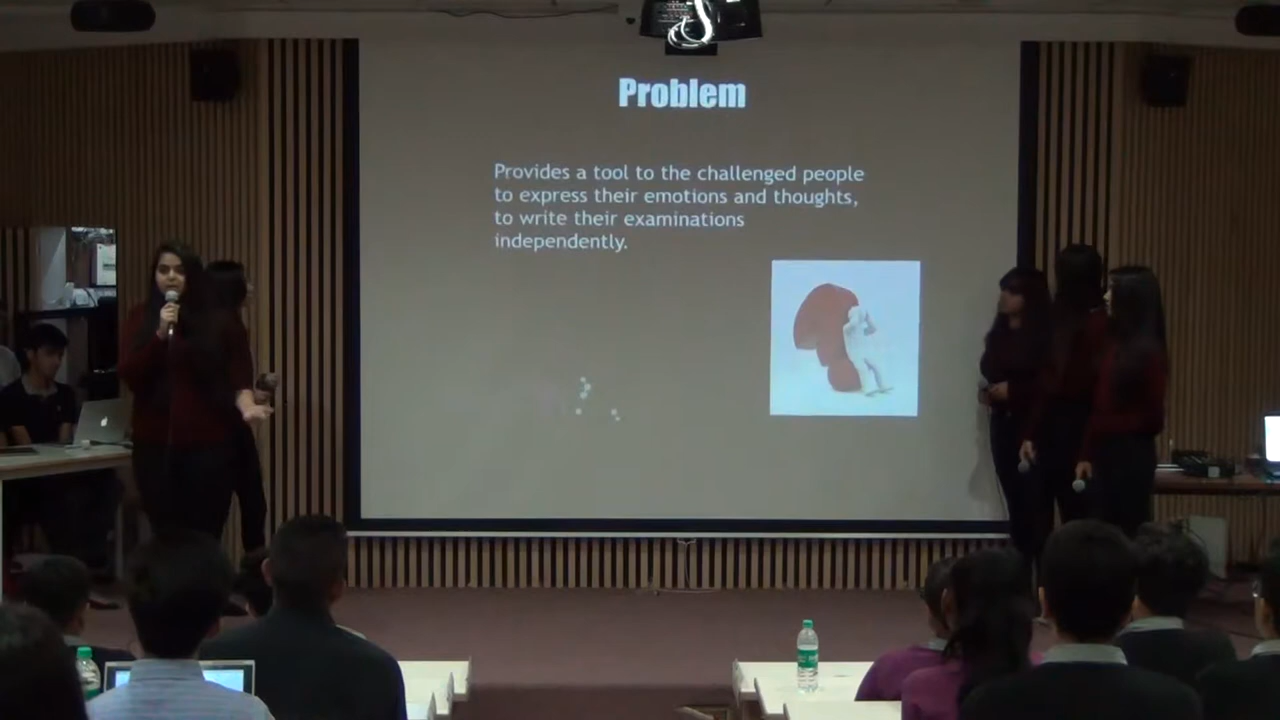 Problem
Provides a tool to the challenged people
to express their emotions and thoughts,
to write their examinations
independently.